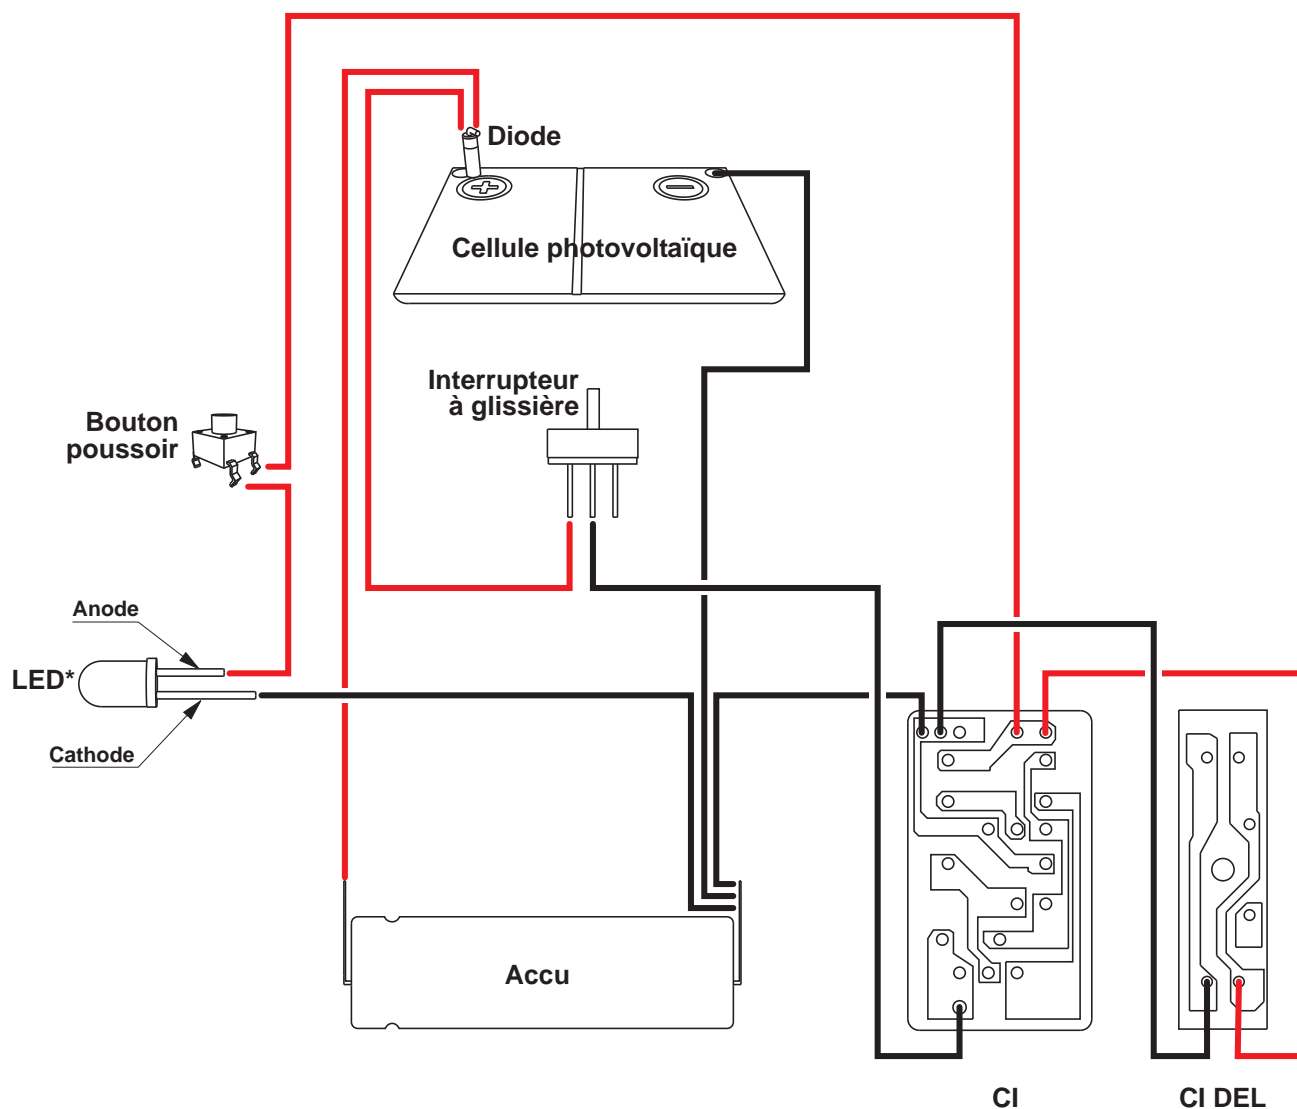 Diode
Cellule photovoltaïque
Interrupteur
à glissière
Bouton
poussoir
Anode
LED*
Cathode
Accu
CI
CI DEL